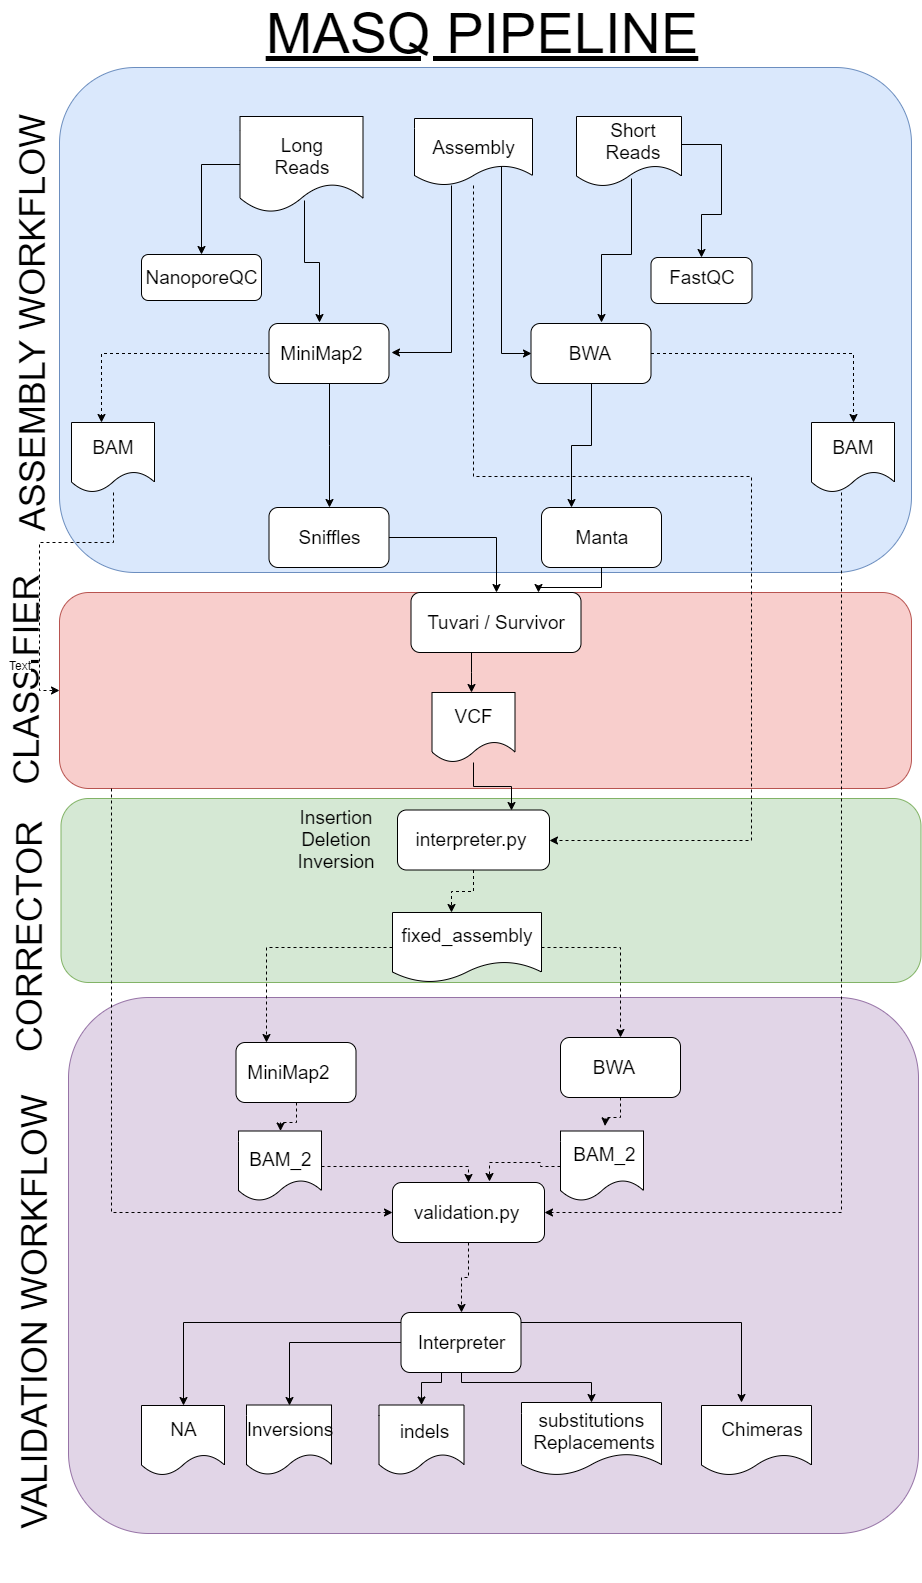 MASQ PIPELINE
ASSEMBLY WORKFLOW
Long
Reads
Assembly
Short
Reads
NanoporeQC
FastQC
MiniMap2
BWA
BAM
BAM
Sniffles
Manta
CLASSIFIER
Text
Tuvari / Survivor
VCF
CORRECTOR
Insertion
Deletion
Inversion
interpreter.py
fixed_assembly
VALIDATION WORKFLOW
MiniMap2
BWA
BAM_2
BAM_2
validation.py
Interpreter
NA
Inversions
indels
substitutions
Replacements
Chimeras